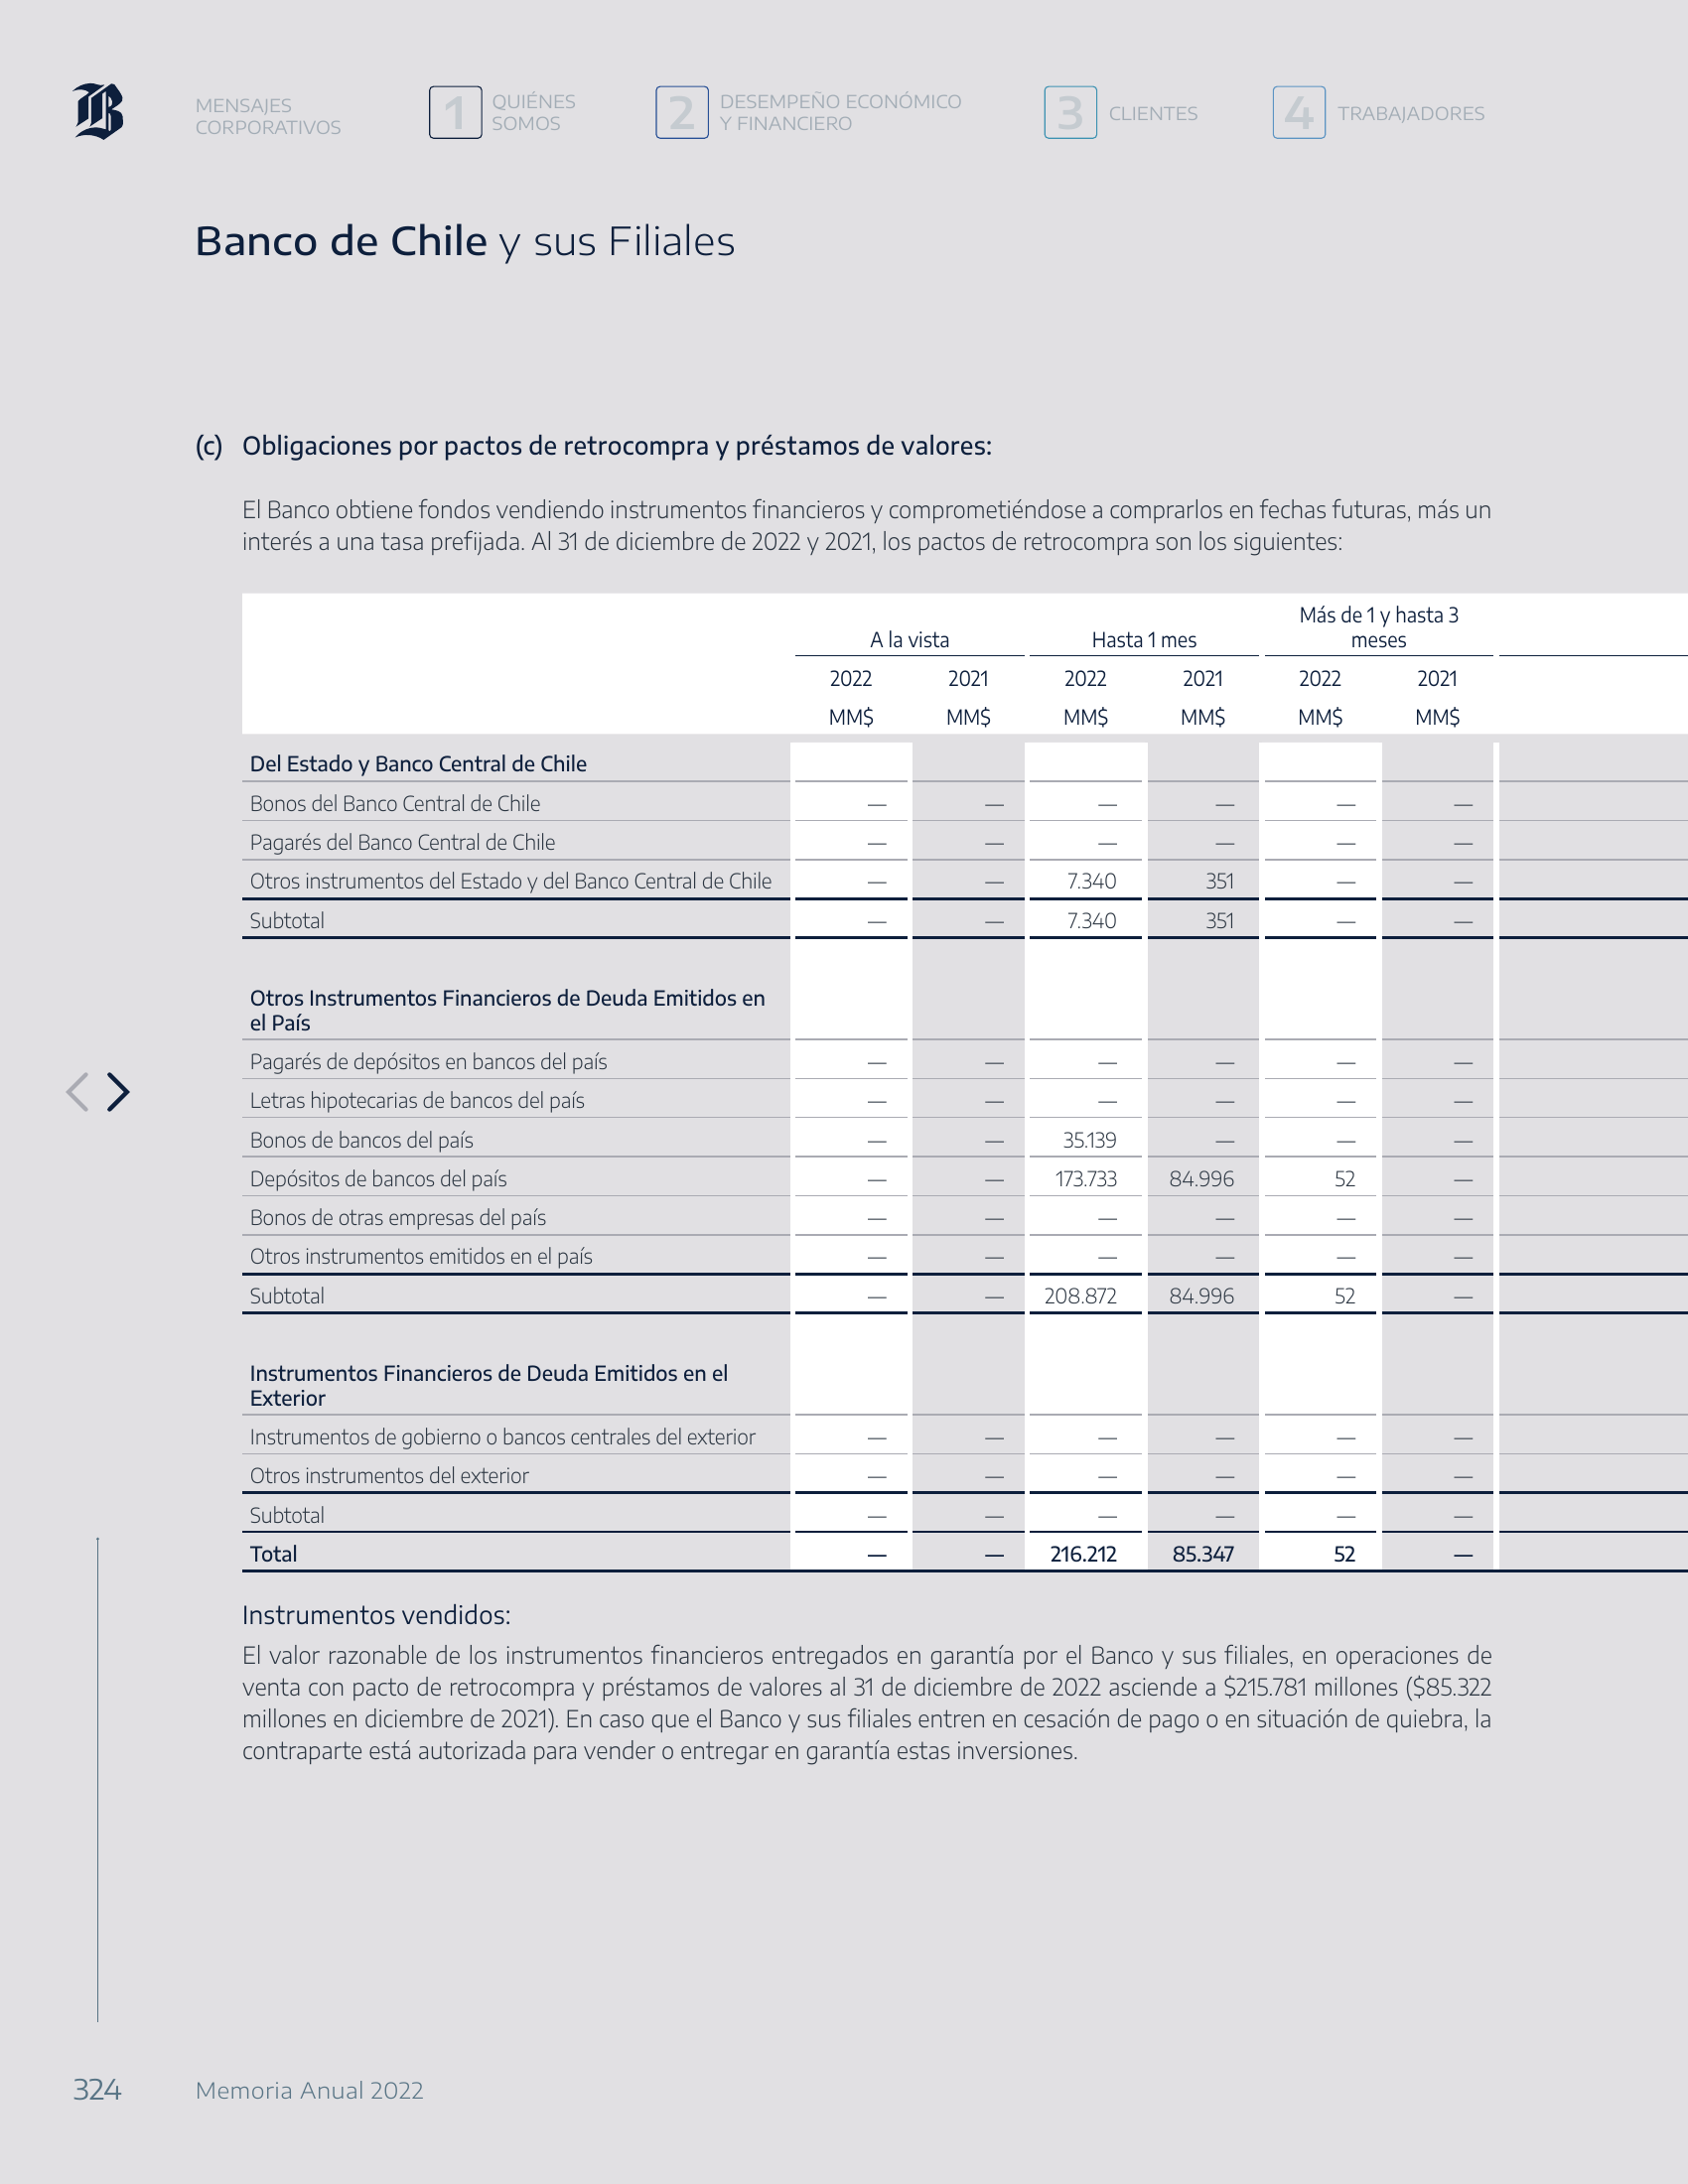 B
MENSAJES
CORPORATIVOS
1
QUIÉNES
SOMOS
2
DESEMPEÑO ECONÓMICO
Y FINANCIERO
3
CLIENTES
4
TRABAJADORES
Banco de Chile y sus Filiales
(c) Obligaciones por pactos de retrocompra y préstamos de valores:
El Banco obtiene fondos vendiendo instrumentos financieros y comprometiéndose a comprarlos en fechas futuras, más un
interés a una tasa prefijada. Al 31 de diciembre de 2022 y 2021, los pactos de retrocompra son los siguientes:
A la vista Hasta 1 mes Más de 1 y hasta 3
meses
2022 2021 2022 2021 2022 2021
MM$ MM$ MM$ MM$ MM$ MM$
Del Estado y Banco Central de Chile
Bonos del Banco Central de Chile — — — — — —
Pagarés del Banco Central de Chile — — — — — —
Otros instrumentos del Estado y del Banco Central de Chile — — 7.340 351 — —
Subtotal — — 7.340 351 — —
Otros Instrumentos Financieros de Deuda Emitidos en
el País
Pagarés de depósitos en bancos del país — — — — — —
Letras hipotecarias de bancos del país — — — — — —
Bonos de bancos del país — — 35.139 — — —
Depósitos de bancos del país — — 173.733 84.996 52 —
Bonos de otras empresas del país — — — — — —
Otros instrumentos emitidos en el país — — — — — —
Subtotal — — 208.872 84.996 52 —
Instrumentos Financieros de Deuda Emitidos en el
Exterior
Instrumentos de gobierno o bancos centrales del exterior — — — — — —
Otros instrumentos del exterior — — — — — —
Subtotal — — — — — —
Total — — 216.212 85.347 52 —
Instrumentos vendidos:
El valor razonable de los instrumentos financieros entregados en garantía por el Banco y sus filiales, en operaciones de
venta con pacto de retrocompra y préstamos de valores al 31 de diciembre de 2022 asciende a $215.781 millones ($85.322
millones en diciembre de 2021). En caso que el Banco y sus filiales entren en cesación de pago o en situación de quiebra, la
contraparte está autorizada para vender o entregar en garantía estas inversiones.
324 Memoria Anual 2022